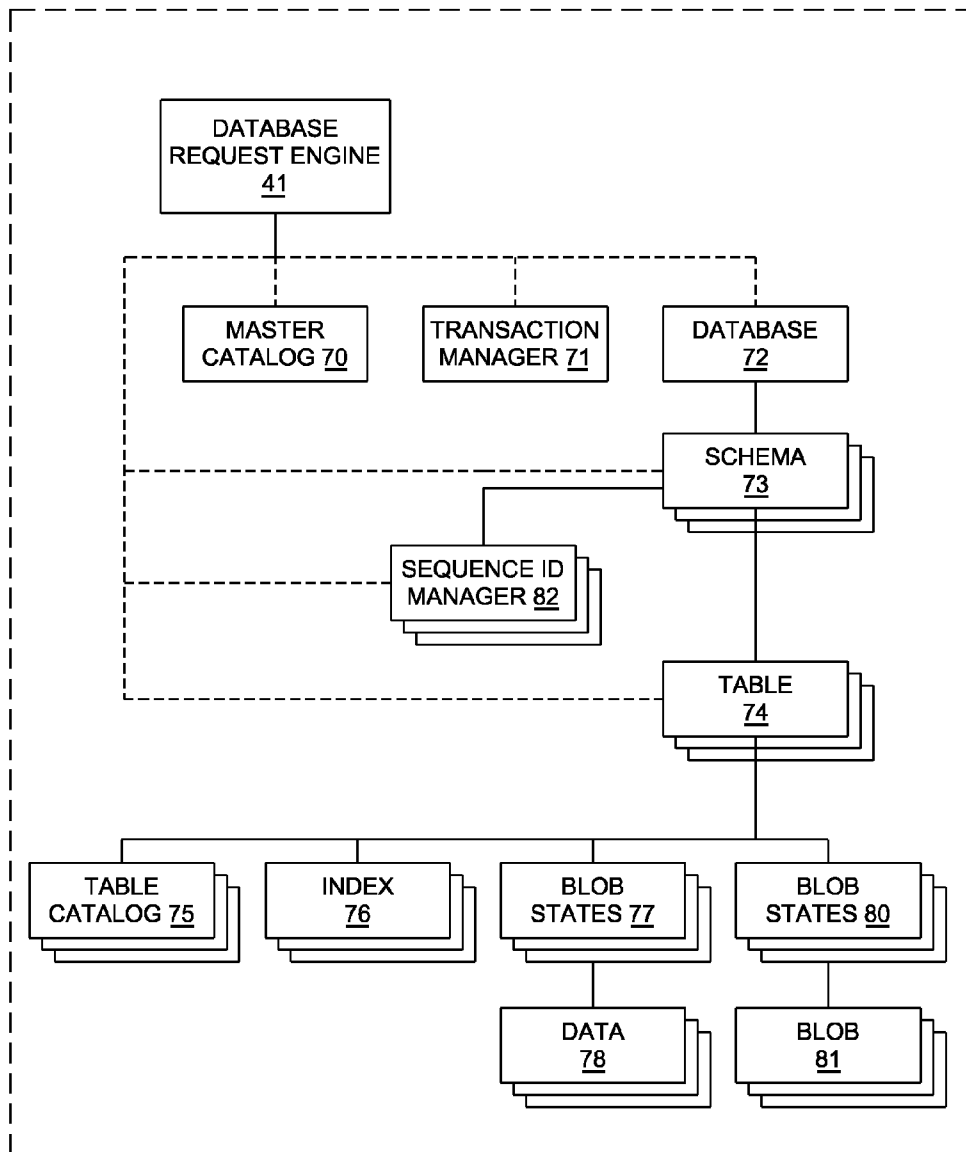 DATABASE
REQUEST ENGINE
41
MASTER
CATALOG 70
TRANSACTION
MANAGER 71
DATABASE
72
SCHEMA
73
SEQUENCE ID
MANAGER 82
TABLE
74
TABLE
CATALOG 75
INDEX
76
BLOB
STATES 77
BLOB
STATES 80
DATA
78
BLOB
81